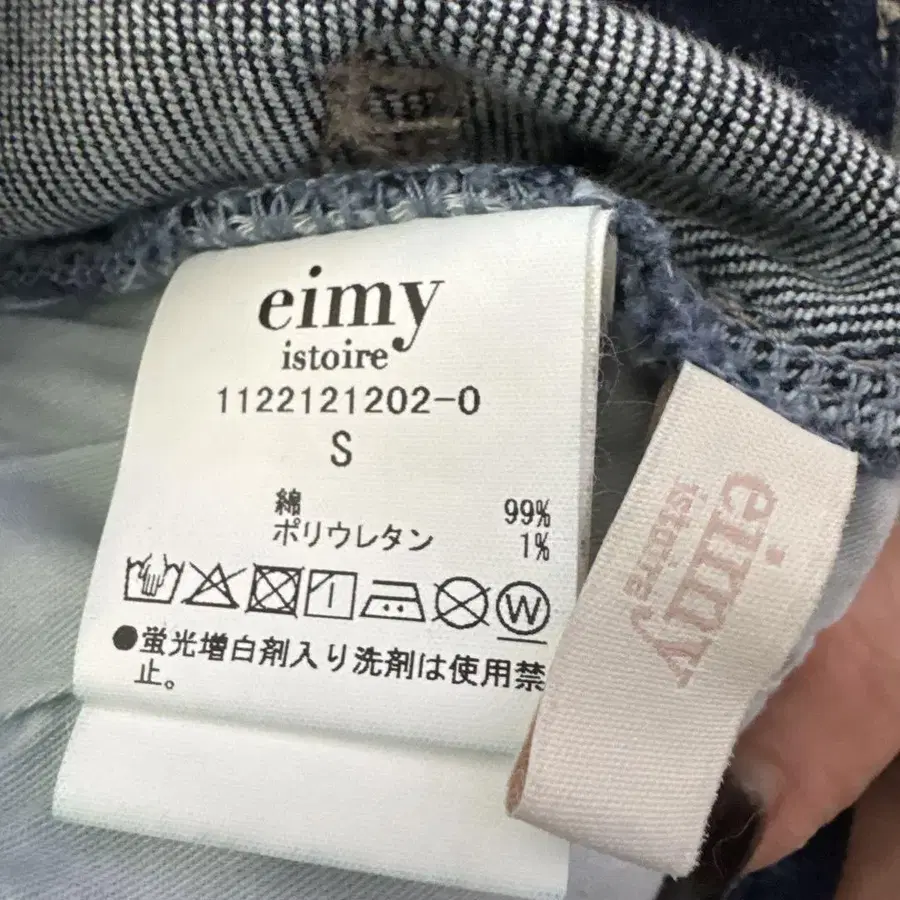 eimy
istoire
1122121202-0
S
綿 99%
ポリウレタン 1%
W
●蛍光増白剤入り洗剤は使用禁
止。
eimy
istoire